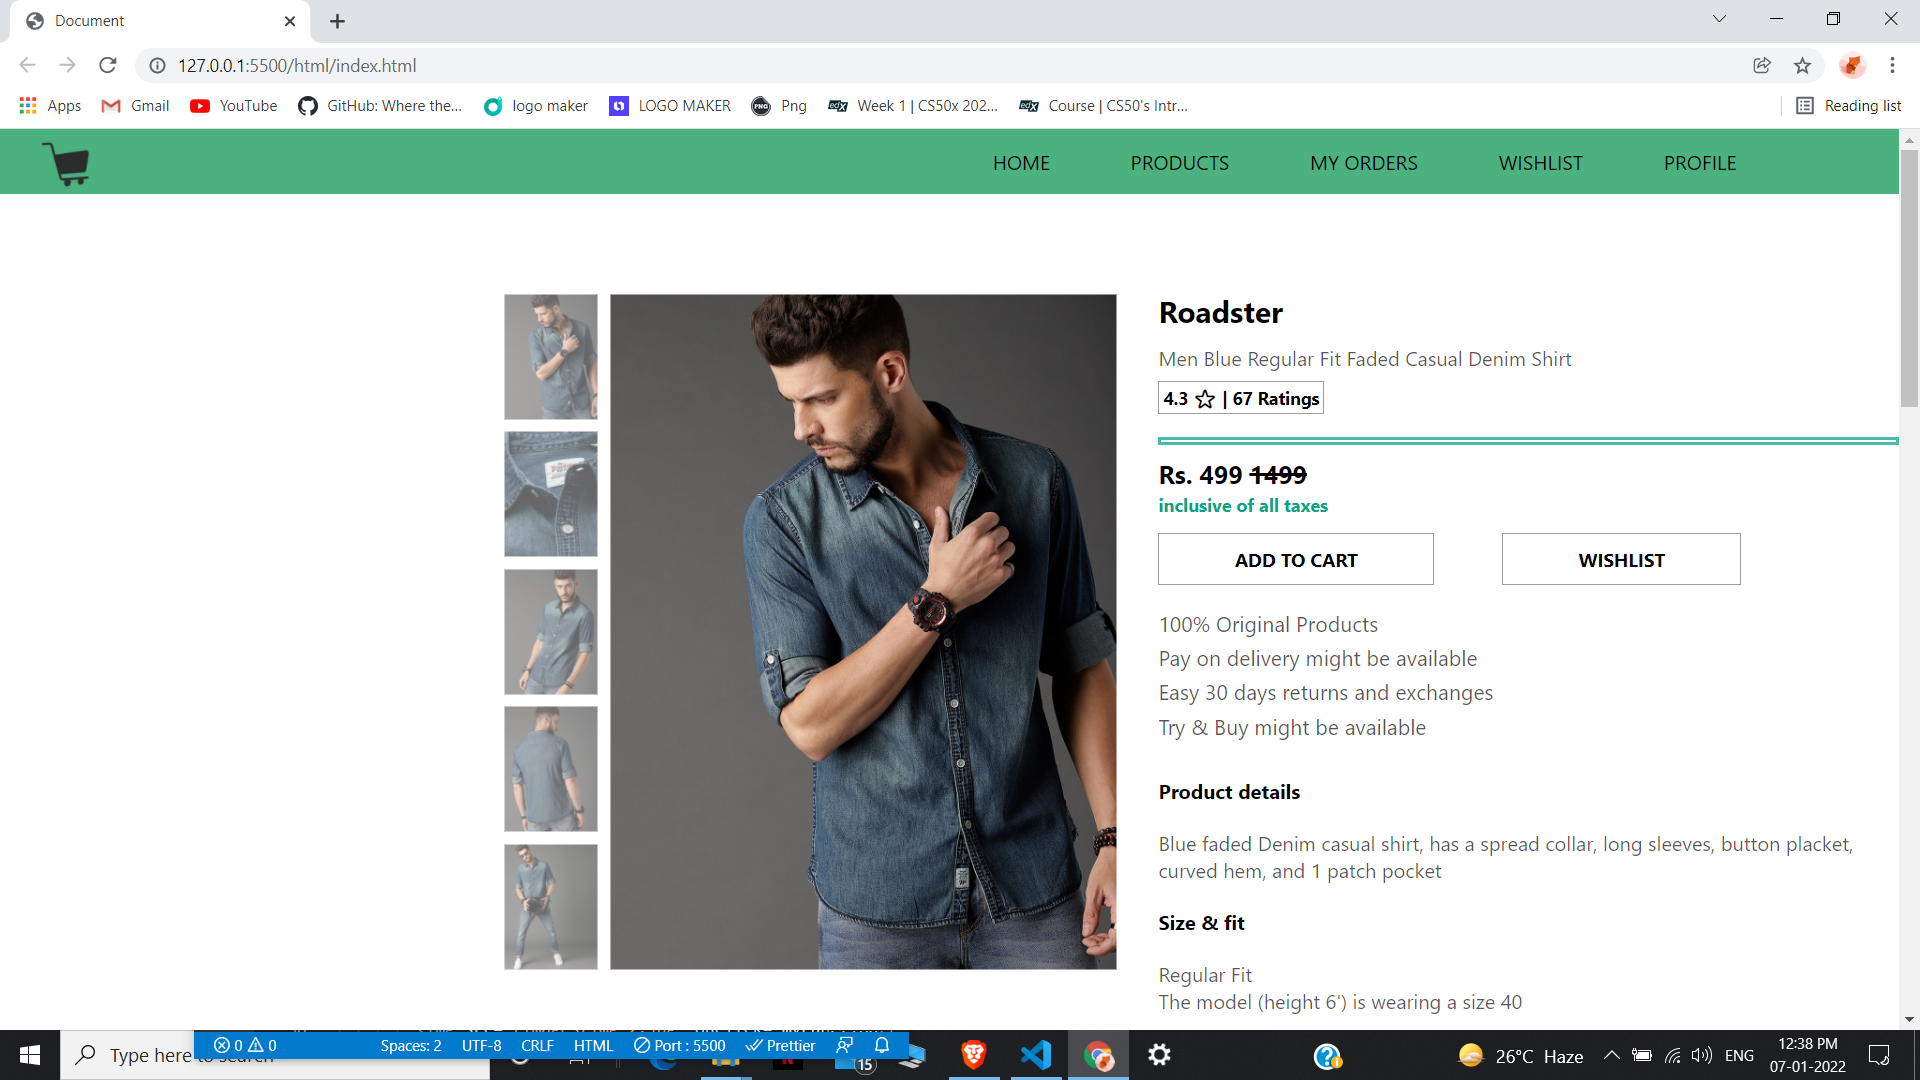 Document
127.0.0.1:5500/html/index.html
Apps
Gmail
YouTube
GitHub: Where the...
logo maker
LOGO MAKER
PNG
Png
edX
Week 1 | CS50x 202...
edX
Course | CS50's Intr...
Reading list
HOME
PRODUCTS
MY ORDERS
WISHLIST
PROFILE
Roadster
Men Blue Regular Fit Faded Casual Denim Shirt
4.3 | 67 Ratings
Rs. 499 1499
inclusive of all taxes
ADD TO CART
WISHLIST
100% Original Products
Pay on delivery might be available
Easy 30 days returns and exchanges
Try & Buy might be available
Product details
Blue faded Denim casual shirt, has a spread collar, long sleeves, button placket,
curved hem, and 1 patch pocket
Size & fit
Regular Fit
The model (height 6') is wearing a size 40
Type here to search
0 0
Spaces: 2
UTF-8
CRLF
HTML
Port : 5500
Prettier
15
26°C Haze
ENG
12:38 PM
07-01-2022